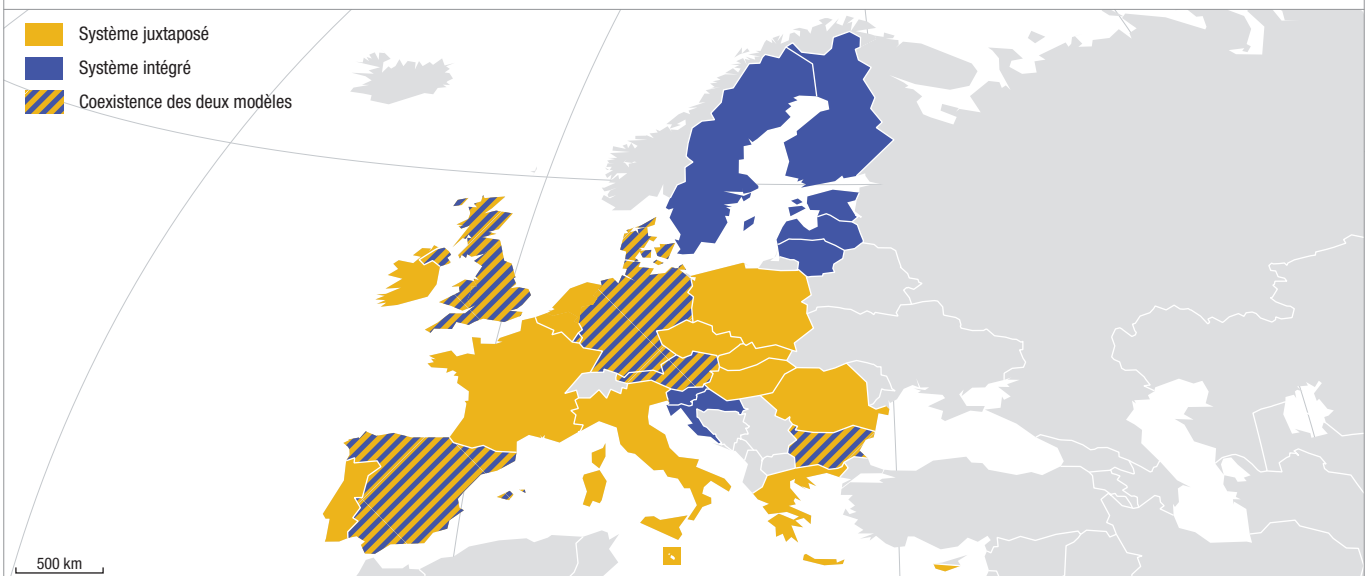 Système juxtaposé
Système intégré
Coexistence des deux modèles
500 km